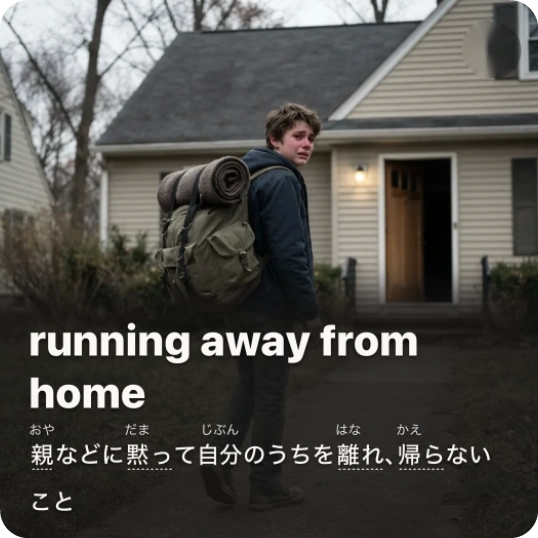 running away from
home
おや だま じぶん はな かえ
親などに黙って自分のうちを離れ、帰らない
こと